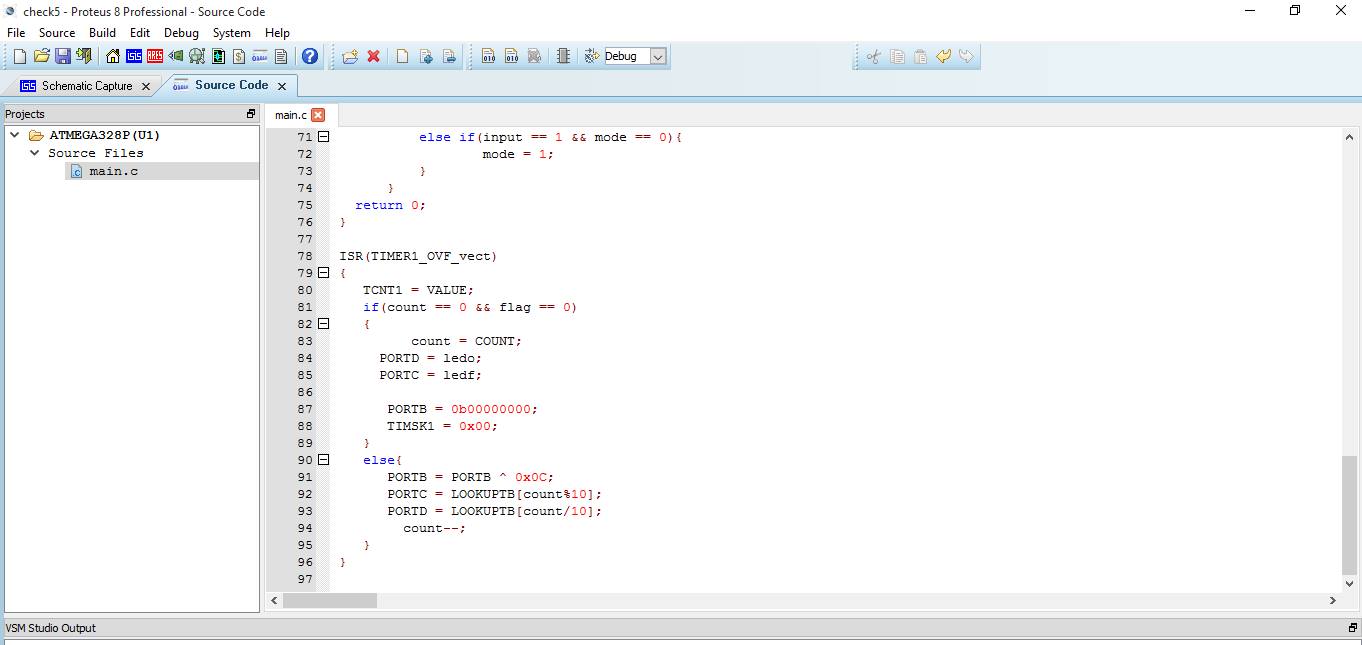 check5 - Proteus 8 Professional - Source Code
File Source Build Edit Debug System Help
Debug
Schematic Capture
Source Code
Projects
main.c
ATMEGA328P(U1)
Source Files
main.c
71 else if(input == 1 && mode == 0){
72 mode = 1;
73 }
74 }
75 return 0;
76 }
77
78 ISR(TIMER1_OVF_vect)
79 {
80 TCNT1 = VALUE;
81 if(count == 0 && flag == 0)
82 {
83 count = COUNT;
84 PORTD = ledo;
85 PORTC = ledf;
86
87 PORTB = 0b00000000;
88 TIMSK1 = 0x00;
89 }
90 else{
91 PORTB = PORTB ^ 0x0C;
92 PORTC = LOOKUPTB[count%10];
93 PORTD = LOOKUPTB[count/10];
94 count--;
95 }
96 }
97
VSM Studio Output